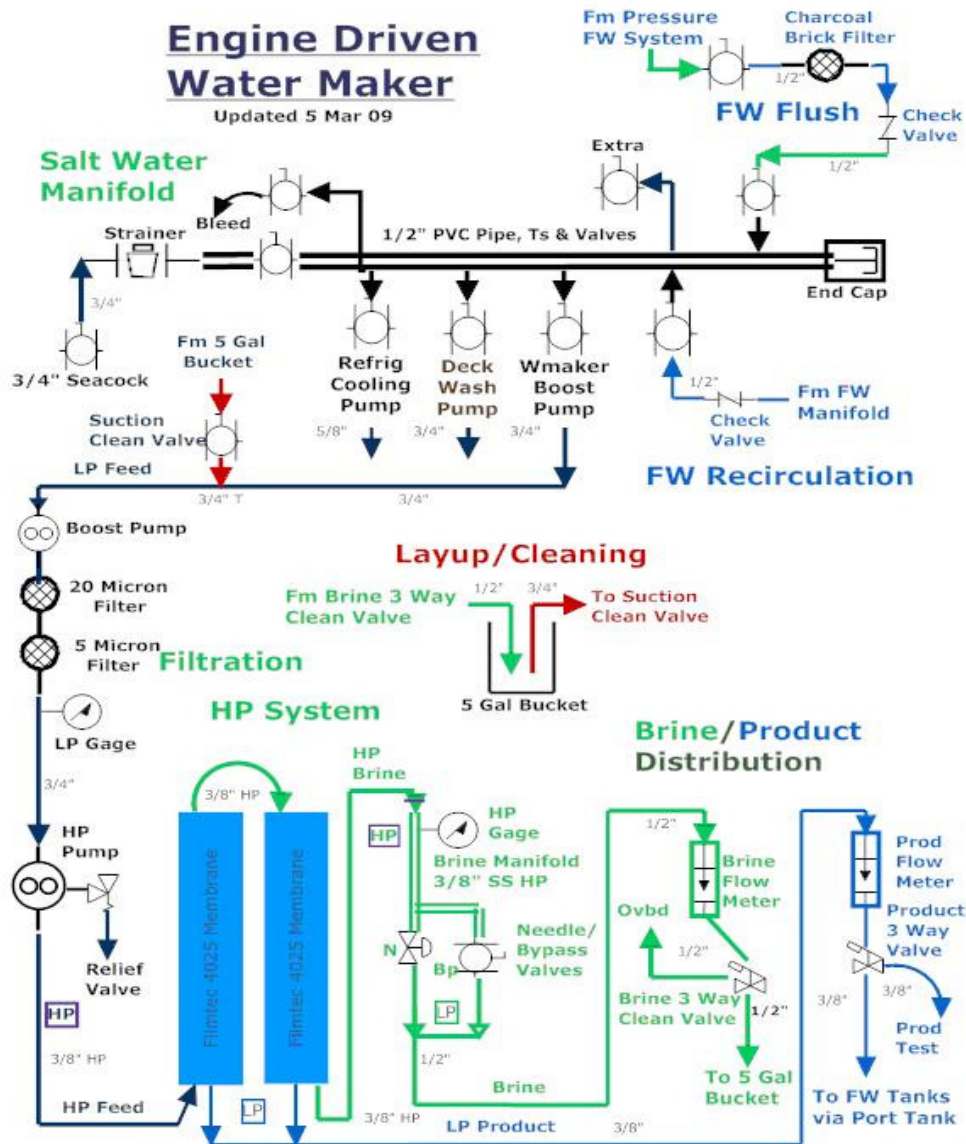 Engine Driven
Water Maker
Updated 5 Mar 09
Fm Pressure
FW System
Charcoal
Brick Filter
1/2"
FW Flush
Check
Valve
1/2"
Salt Water
Manifold
Extra
Bleed
Strainer
1/2" PVC Pipe, Ts & Valves
End Cap
3/4"
3/4" Seacock
Fm 5 Gal
Bucket
Refrig
Cooling
Pump
Deck
Wash
Pump
Wmaker
Boost
Pump
1/2"
Fm FW
Manifold
Check
Valve
Suction
Clean Valve
5/8"
3/4"
3/4"
LP Feed
FW Recirculation
3/4" T
3/4"
Boost Pump
Layup/Cleaning
20 Micron
Filter
1/2"
3/4"
Fm Brine 3 Way
Clean Valve
To Suction
Clean Valve
5 Micron
Filter
Filtration
5 Gal Bucket
HP System
LP Gage
Brine/Product
Distribution
3/4"
HP
Brine
3/8" HP
HP
Pump
HP
HP
Gage
Brine Manifold
3/8" SS HP
1/2"
Brine
Flow
Meter
Prod
Flow
Meter
Filmtec 4025 Membrane
Filmtec 4025 Membrane
Ovbd
Product
3 Way
Valve
N
Bp
Needle/
Bypass
Valves
1/2"
Relief
Valve
HP
LP
Brine 3 Way
Clean Valve
1/2"
3/8"
3/8"
3/8" HP
1/2"
Prod
Test
Brine
To 5 Gal
Bucket
To FW Tanks
via Port Tank
HP Feed
LP
3/8" HP
LP Product
3/8"